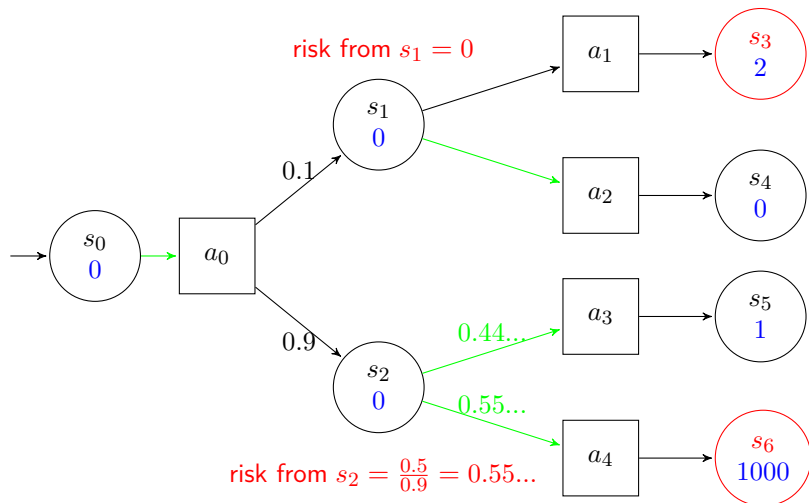 risk from s₁ = 0
a₁
s₃
2
s₁
0
0.1
a₂
s₄
0
s₀
0
a₀
a₃
s₅
1
0.9
0.44...
s₂
0
0.55...
a₄
s₆
1000
risk from s₂ = 0.5/0.9 = 0.55...